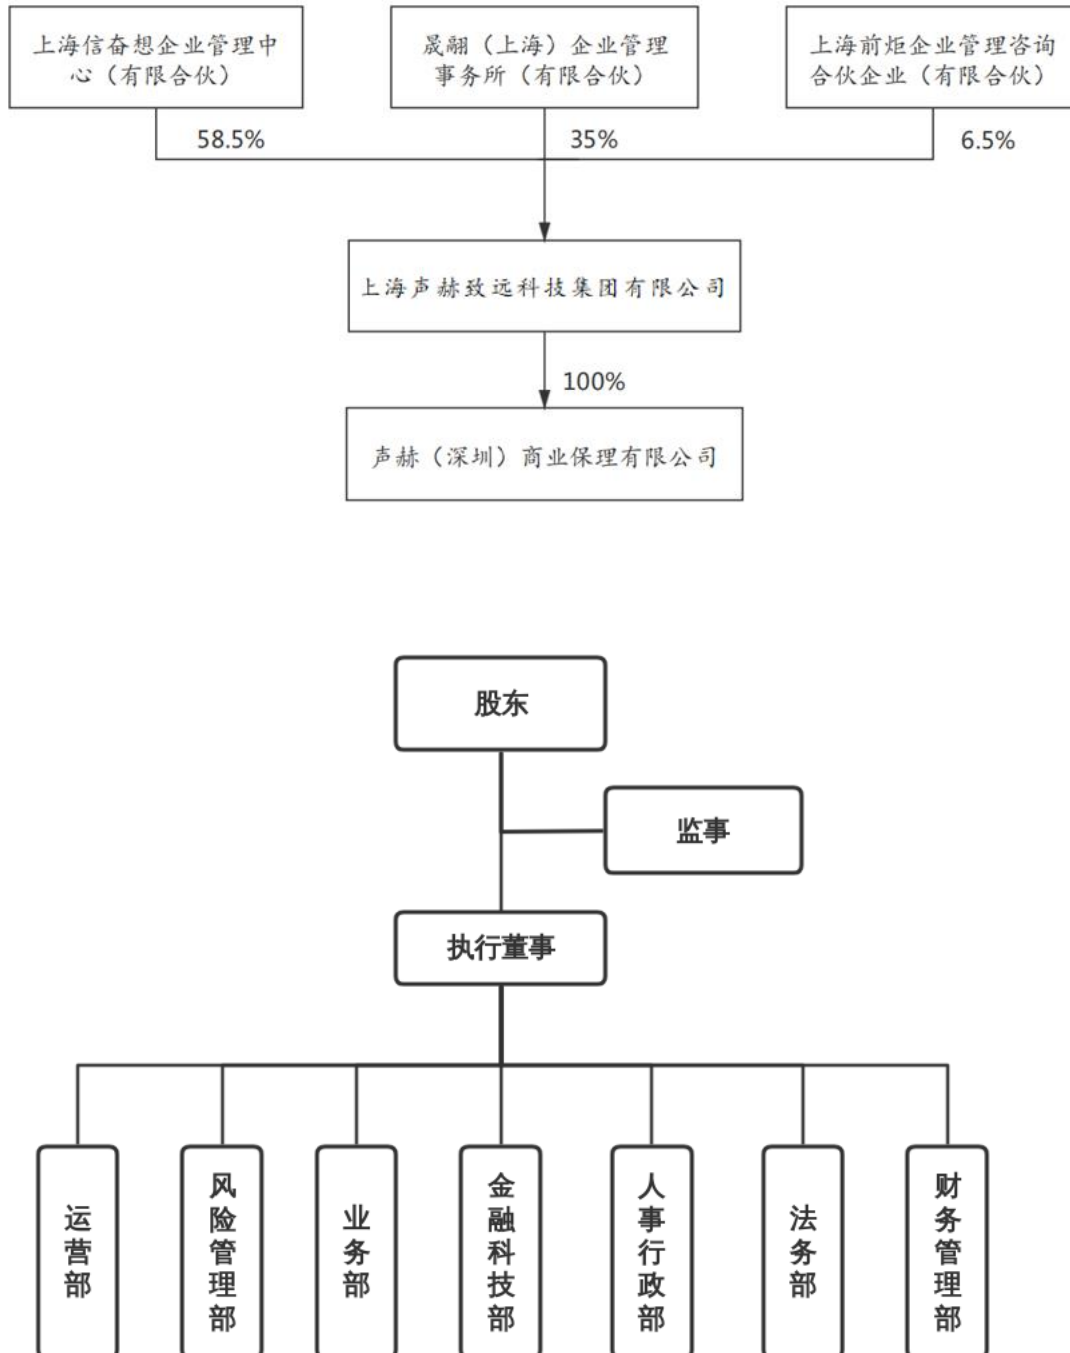 上海信奋想企业管理中
心（有限合伙）
晟翮（上海）企业管理
事务所（有限合伙）
上海前炬企业管理咨询
合伙企业（有限合伙）
58.5%
35%
6.5%
上海声赫致远科技集团有限公司
100%
声赫（深圳）商业保理有限公司
股东
监事
执行董事
运营部
风险管理部
业务部
金融科技部
人事行政部
法务部
财务管理部